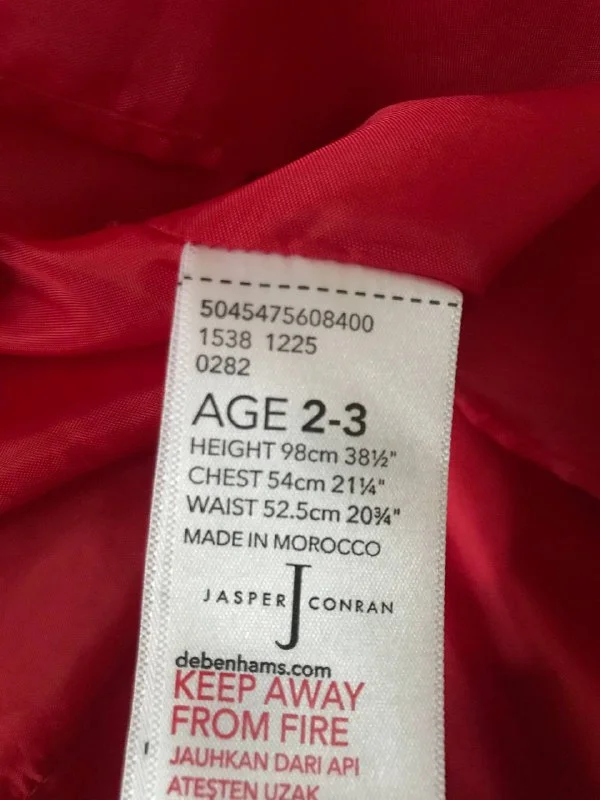 5045475608400
1538 1225
0282
AGE 2-3
HEIGHT 98cm 38½"
CHEST 54cm 21¼"
WAIST 52.5cm 20¾"
MADE IN MOROCCO
JASPER J CONRAN
debenhams.com
KEEP AWAY
FROM FIRE
JAUHKAN DARI API
ATEŞTEN UZAK